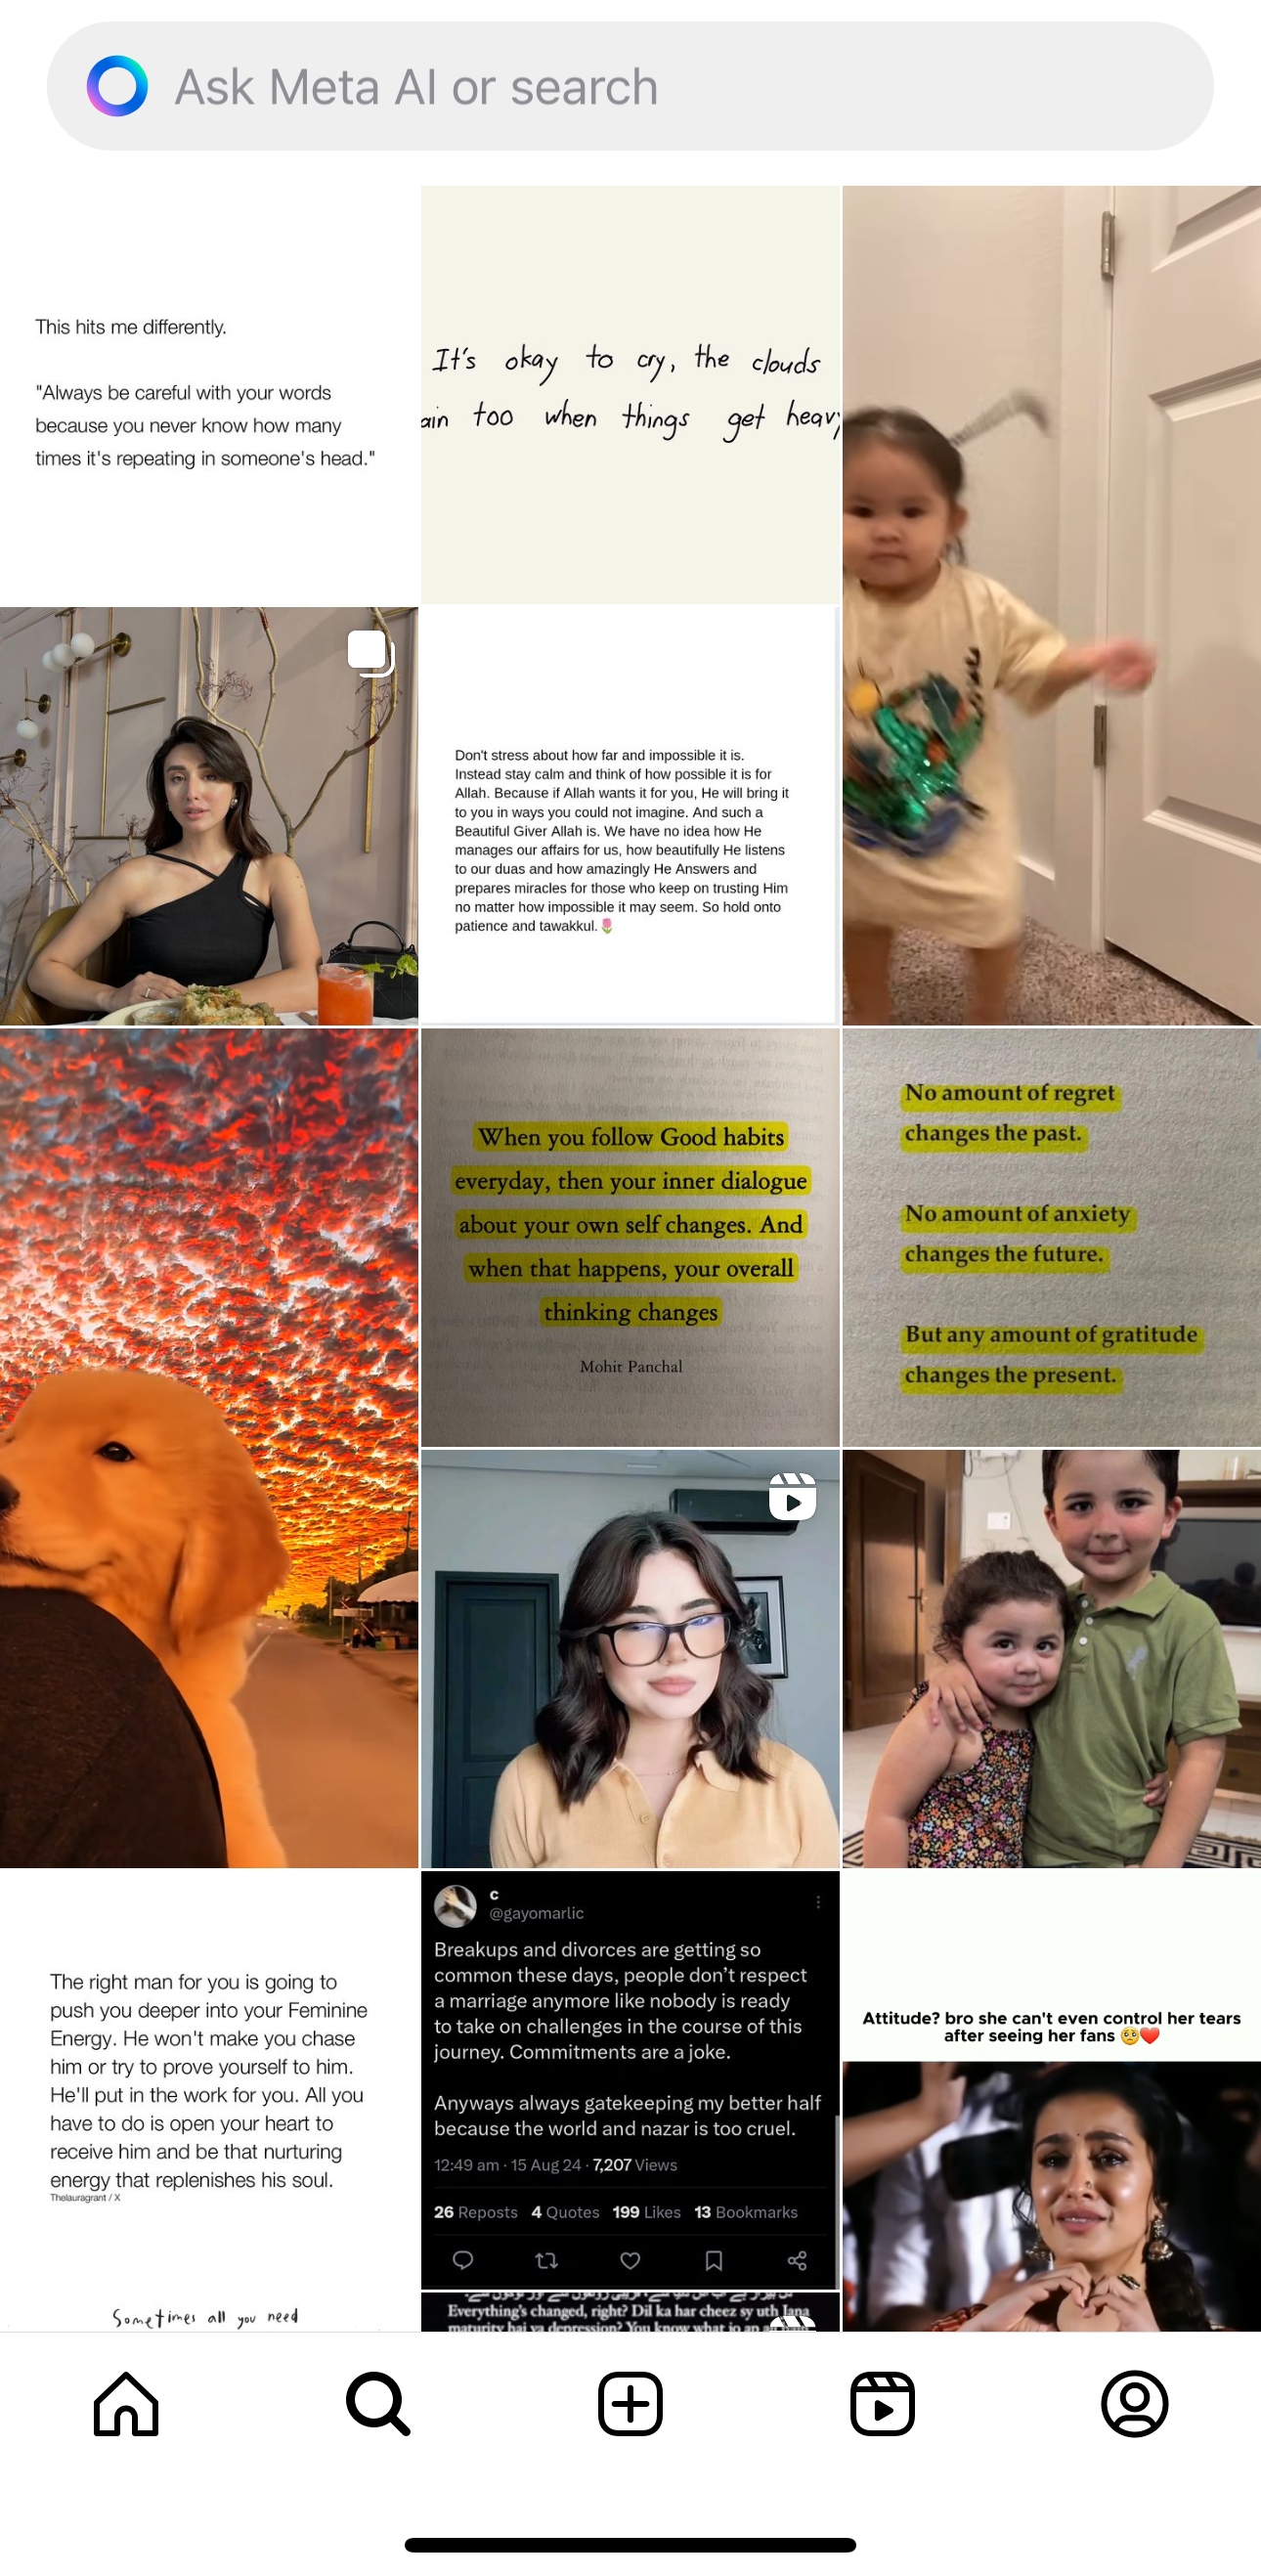 Ask Meta AI or search
This hits me differently.
"Always be careful with your words
because you never know how many
times it's repeating in someone's head."
It's okay to cry, the clouds
ain too when things get heavy
Don't stress about how far and impossible it is.
Instead stay calm and think of how possible it is for
Allah. Because if Allah wants it for you, He will bring it
to you in ways you could not imagine. And such a
Beautiful Giver Allah is. We have no idea how He
manages our affairs for us, how beautifully He listens
to our duas and how amazingly He Answers and
prepares miracles for those who keep on trusting Him
no matter how impossible it may seem. So hold onto
patience and tawakkul.🌷
When you follow Good habits
everyday, then your inner dialogue
about your own self changes. And
when that happens, your overall
thinking changes
Mohit Panchal
No amount of regret
changes the past.
No amount of anxiety
changes the future.
But any amount of gratitude
changes the present.
The right man for you is going to
push you deeper into your Feminine
Energy. He won't make you chase
him or try to prove yourself to him.
He'll put in the work for you. All you
have to do is open your heart to
receive him and be that nurturing
energy that replenishes his soul.
Thelauragrant / X
c
@gayomarlic
Breakups and divorces are getting so
common these days, people don't respect
a marriage anymore like nobody is ready
to take on challenges in the course of this
journey. Commitments are a joke.
Anyways always gatekeeping my better half
because the world and nazar is too cruel.
12:49 am · 15 Aug 24 · 7,207 Views
26 Reposts 4 Quotes 199 Likes 13 Bookmarks
Attitude? bro she can't even control her tears
after seeing her fans 🥺❤️
Sometimes all you need
Everything's changed, right? Dil ka har cheez sy uth Jana
maturity hai ya depression? You know what jo ap